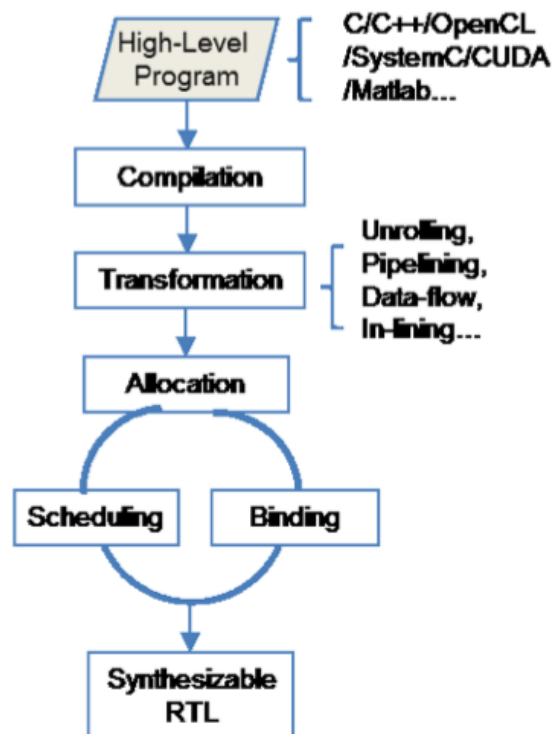 High-Level
Program
C/C++/OpenCL
/SystemC/CUDA
/Matlab...
Compilation
Transformation
Unrolling,
Pipelining,
Data-flow,
In-lining...
Allocation
Scheduling
Binding
Synthesizable
RTL